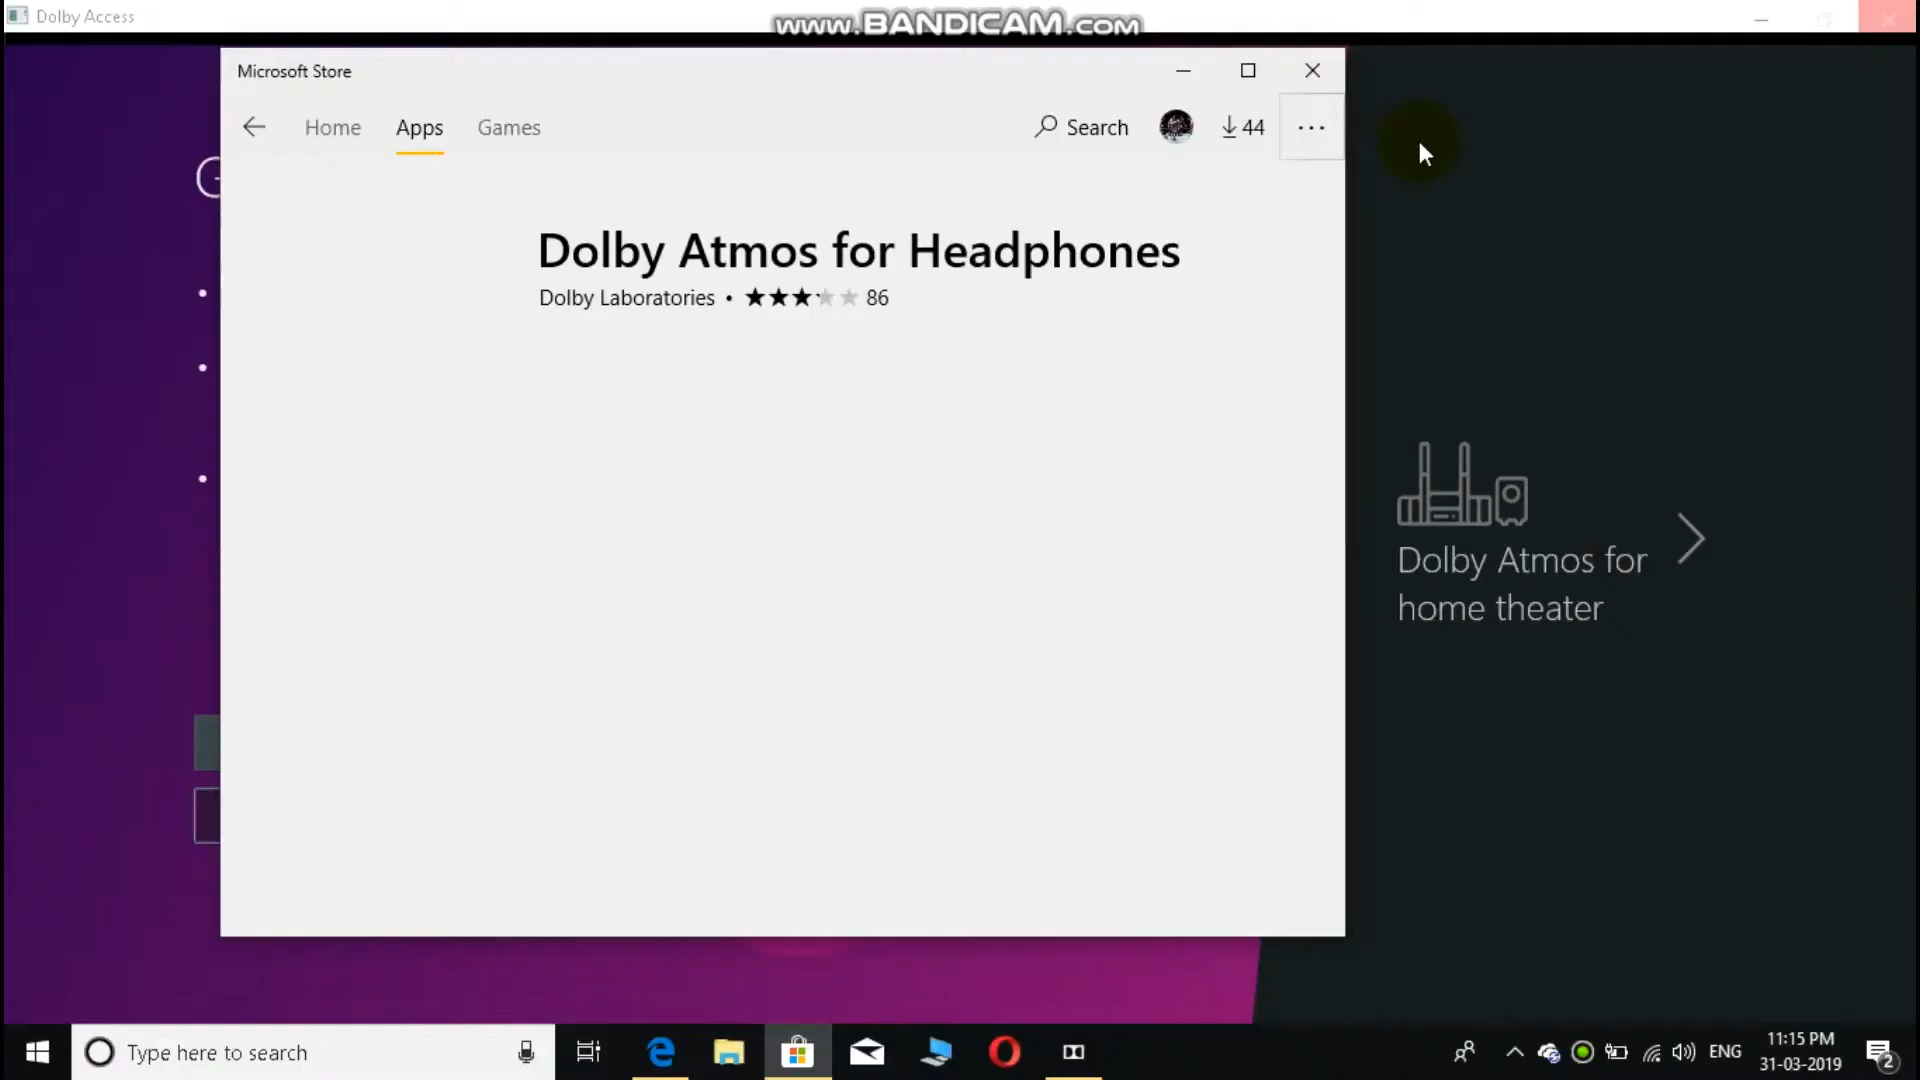 Dolby Access
www.BANDICAM.com
Microsoft Store
Home Apps Games Search 44
Dolby Atmos for Headphones
Dolby Laboratories • 86
Dolby Atmos for
home theater
Type here to search
ENG
11:15 PM
31-03-2019
2